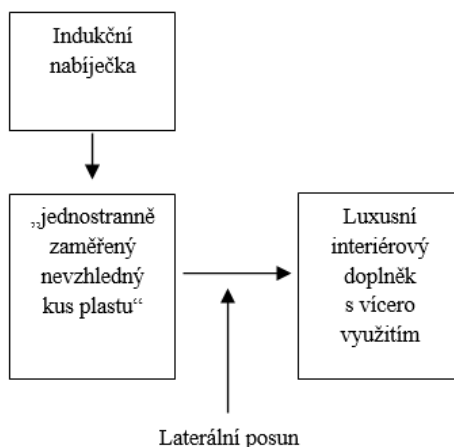 Indukční
nabíječka
„jednostranně
zaměřený
nevzhledný
kus plastu“
Luxusní
interiérový
doplněk
s vícero
využitím
Laterální posun